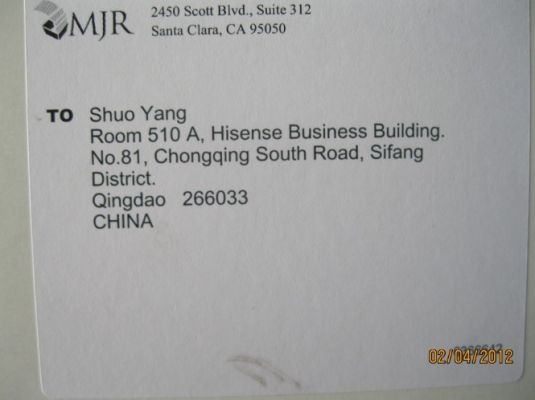 MJR
2450 Scott Blvd., Suite 312
Santa Clara, CA 95050
TO Shuo Yang
Room 510 A, Hisense Business Building.
No.81, Chongqing South Road, Sifang
District.
Qingdao 266033
CHINA
02/04/2012